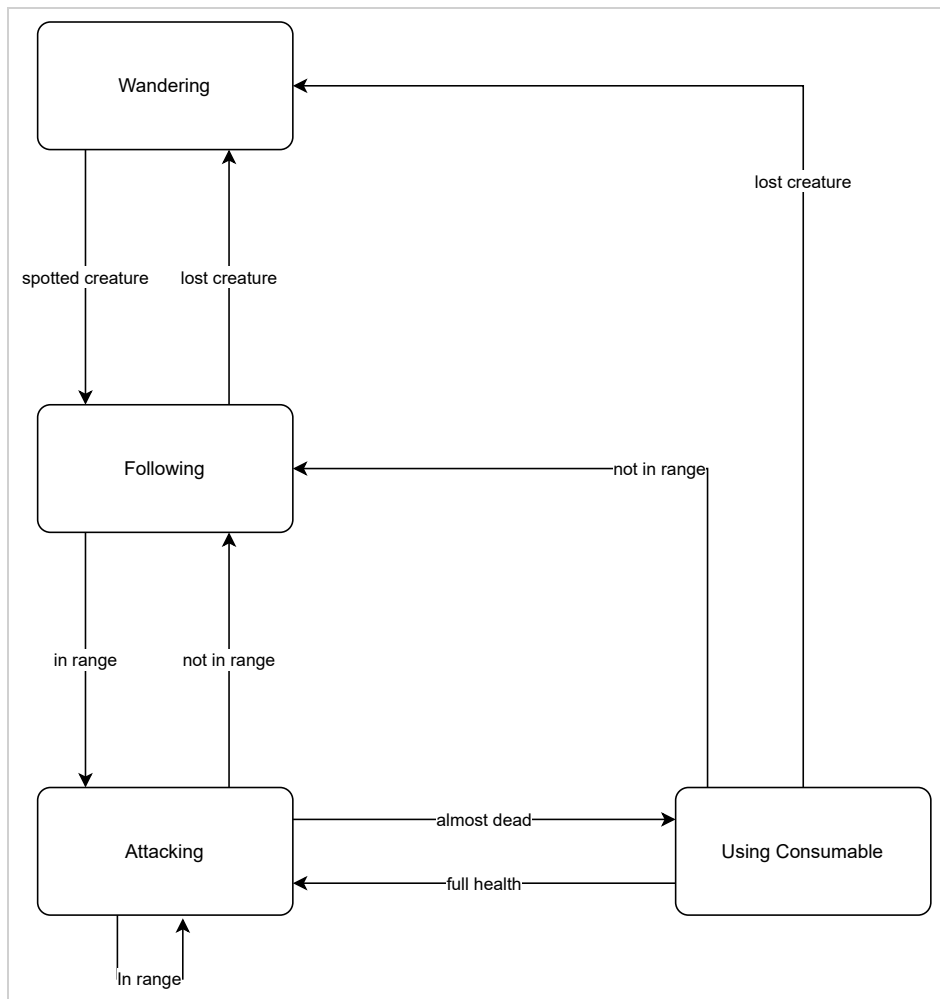 Wandering
lost creature
spotted creature
lost creature
Following
not in range
in range
not in range
Attacking
almost dead
full health
Using Consumable
In range